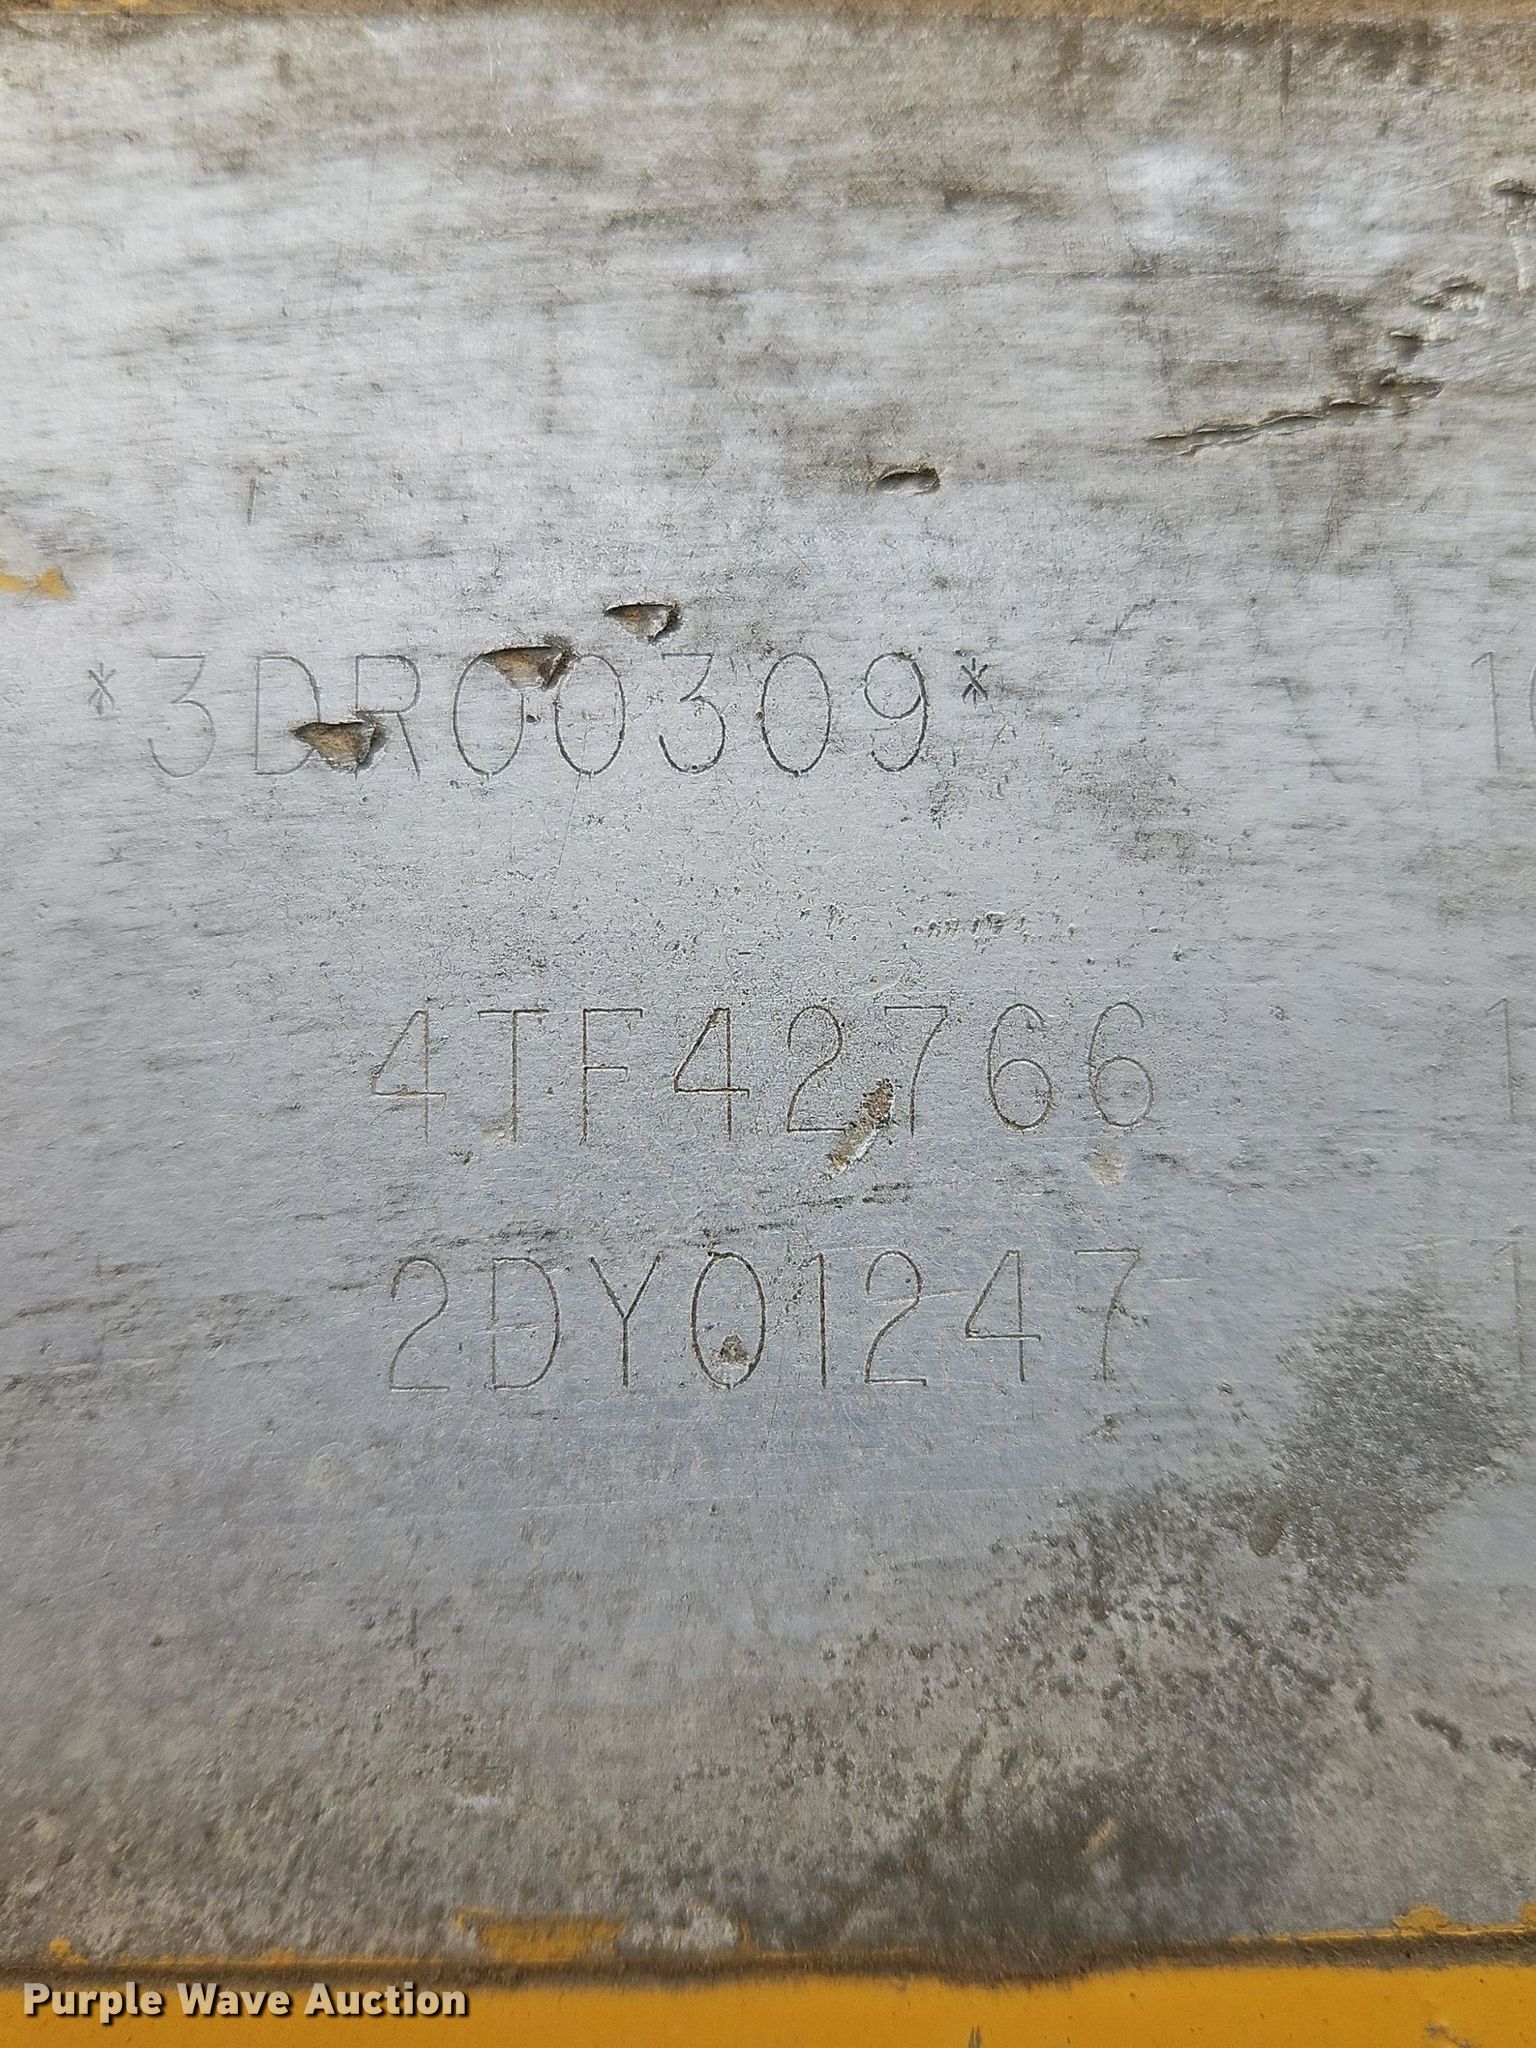 *3DR00309*
4TF42766
2DY01247
Purple Wave Auction